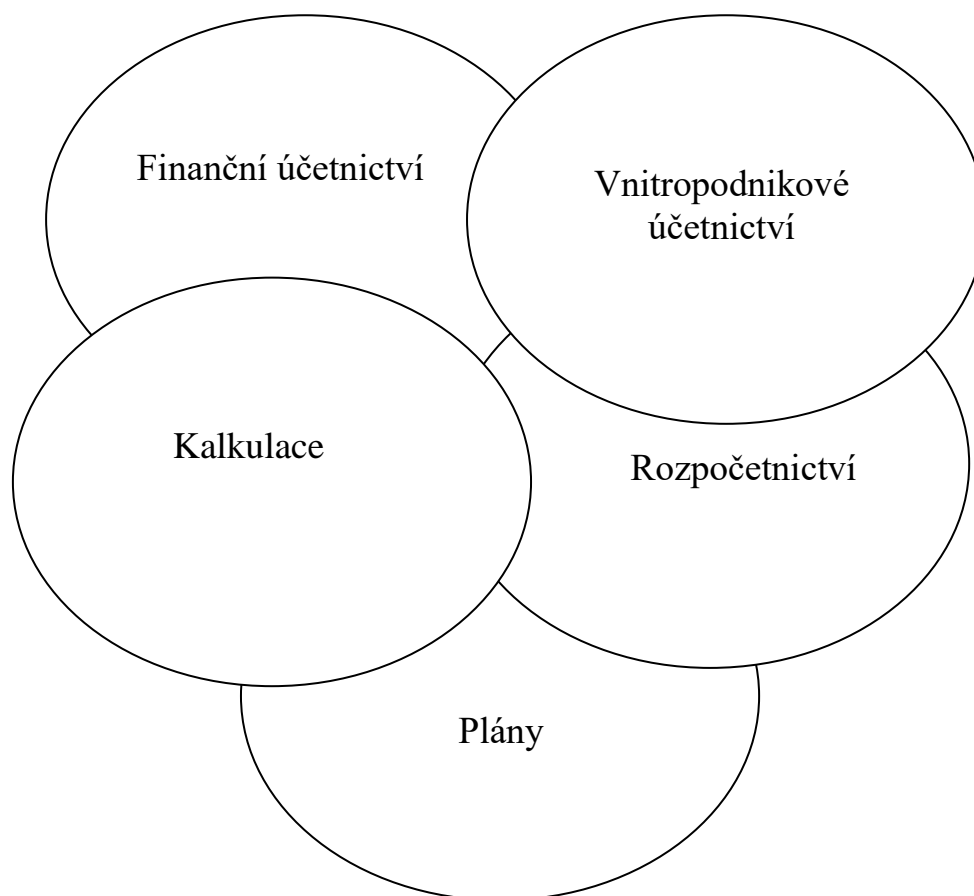 Finanční účetnictví
Vnitropodnikové
účetnictví
Kalkulace
Rozpočetnictví
Plány